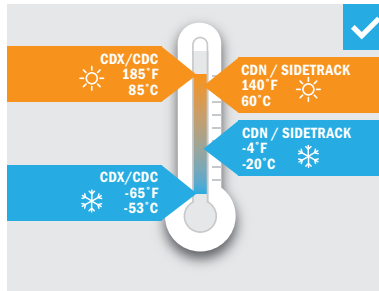 CDX/CDC
185˚F
85˚C
CDN / SIDETRACK
140˚F
60˚C
CDN / SIDETRACK
-4˚F
-20˚C
CDX/CDC
-65˚F
-53˚C